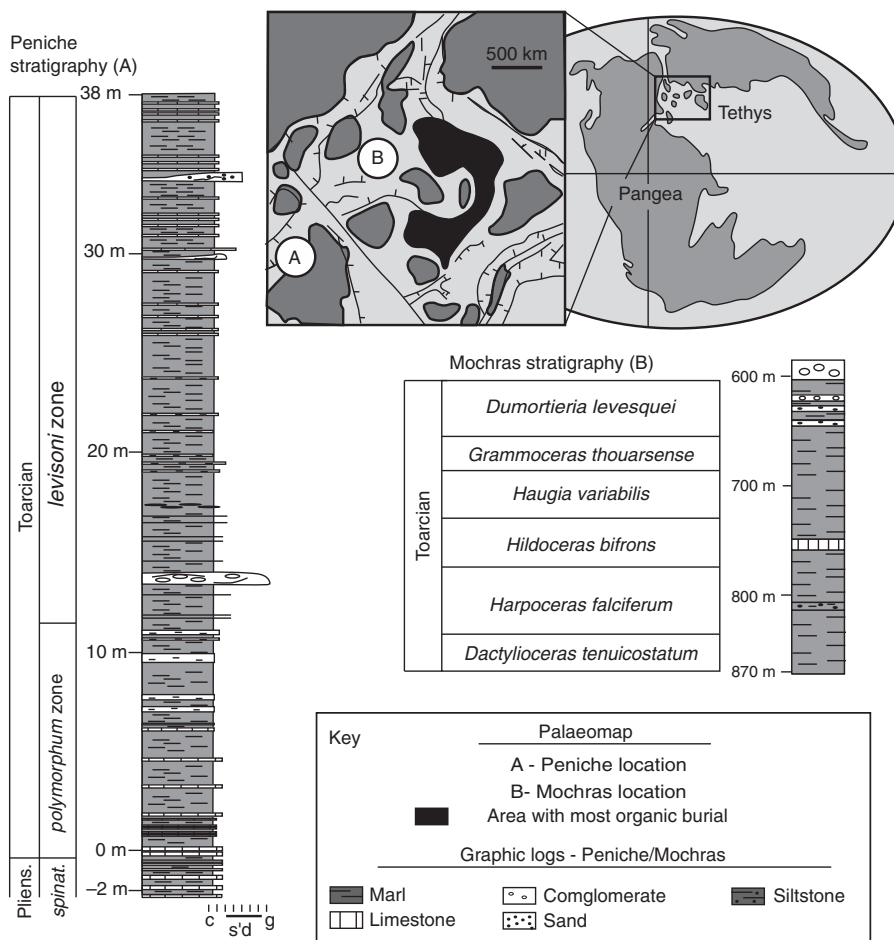 Peniche
stratigraphy (A)
38 m
30 m
20 m
10 m
0 m
–2 m
Toarcian
levisoni zone
polymorphum zone
Pliens.
spinat.
c g
s'd
500 km
A
B
Tethys
Pangea
Mochras stratigraphy (B)
Toarcian
Dumortieria levesquei
Grammoceras thouarsense
Haugia variabilis
Hildoceras bifrons
Harpoceras falciferum
Dactylioceras tenuicostatum
600 m
700 m
800 m
870 m
Key
Palaeomap
A - Peniche location
B- Mochras location
Area with most organic burial
Graphic logs - Peniche/Mochras
Marl
Comglomerate
Siltstone
Limestone
Sand